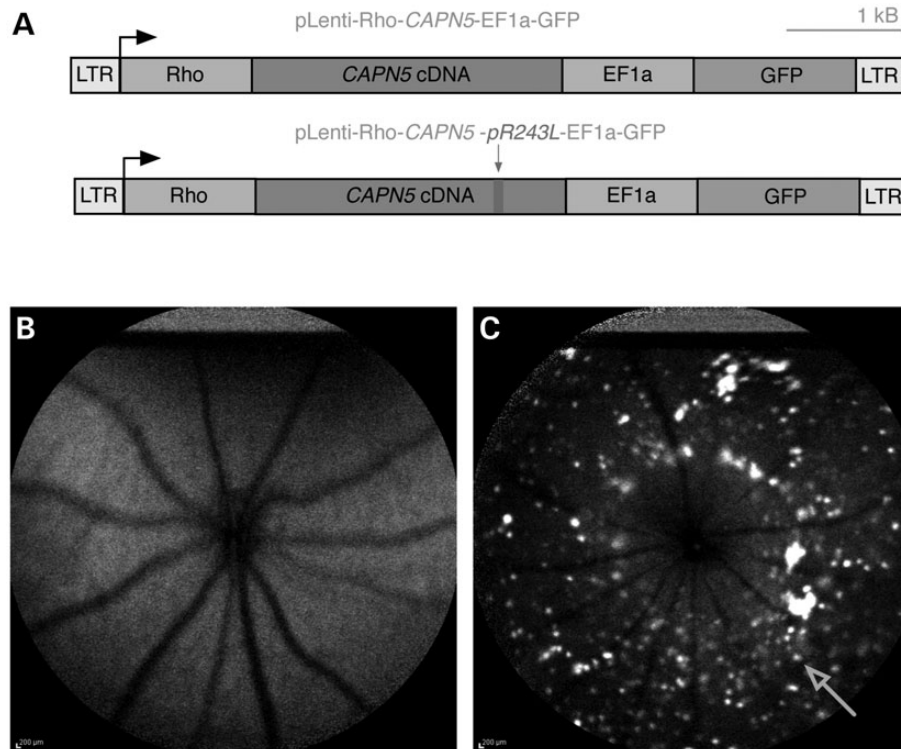 A
pLenti-Rho-CAPN5-EF1a-GFP
1 kB
LTR Rho CAPN5 cDNA EF1a GFP LTR
pLenti-Rho-CAPN5 -pR243L-EF1a-GFP
LTR Rho CAPN5 cDNA EF1a GFP LTR
B
C
200 µm
200 µm